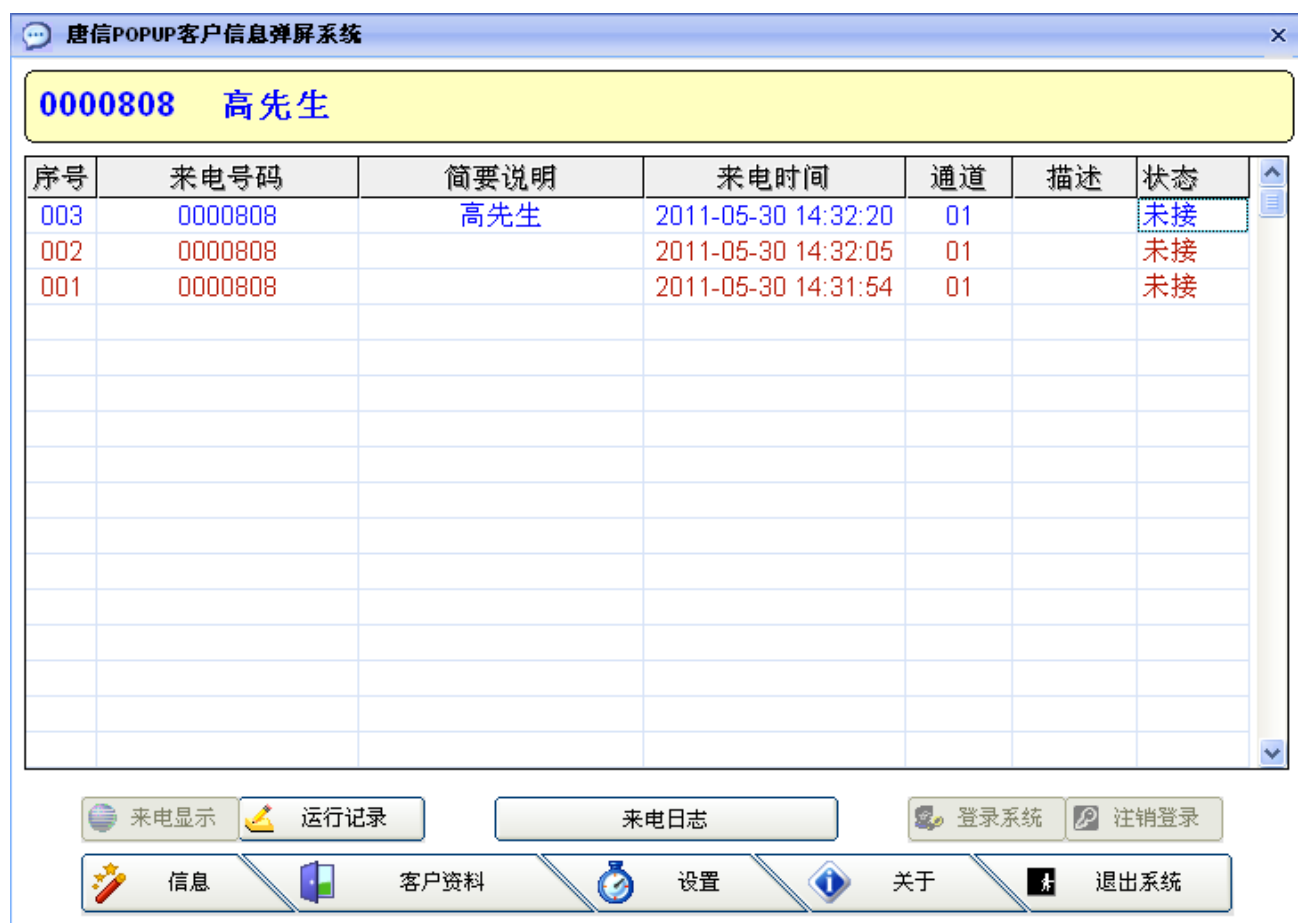 唐信POPUP客户信息弹屏系统
0000808 高先生
序号 来电号码 简要说明 来电时间 通道 描述 状态
003 0000808 高先生 2011-05-30 14:32:20 01 未接
002 0000808 2011-05-30 14:32:05 01 未接
001 0000808 2011-05-30 14:31:54 01 未接
来电显示 运行记录 来电日志 登录系统 注销登录
信息 客户资料 设置 关于 退出系统